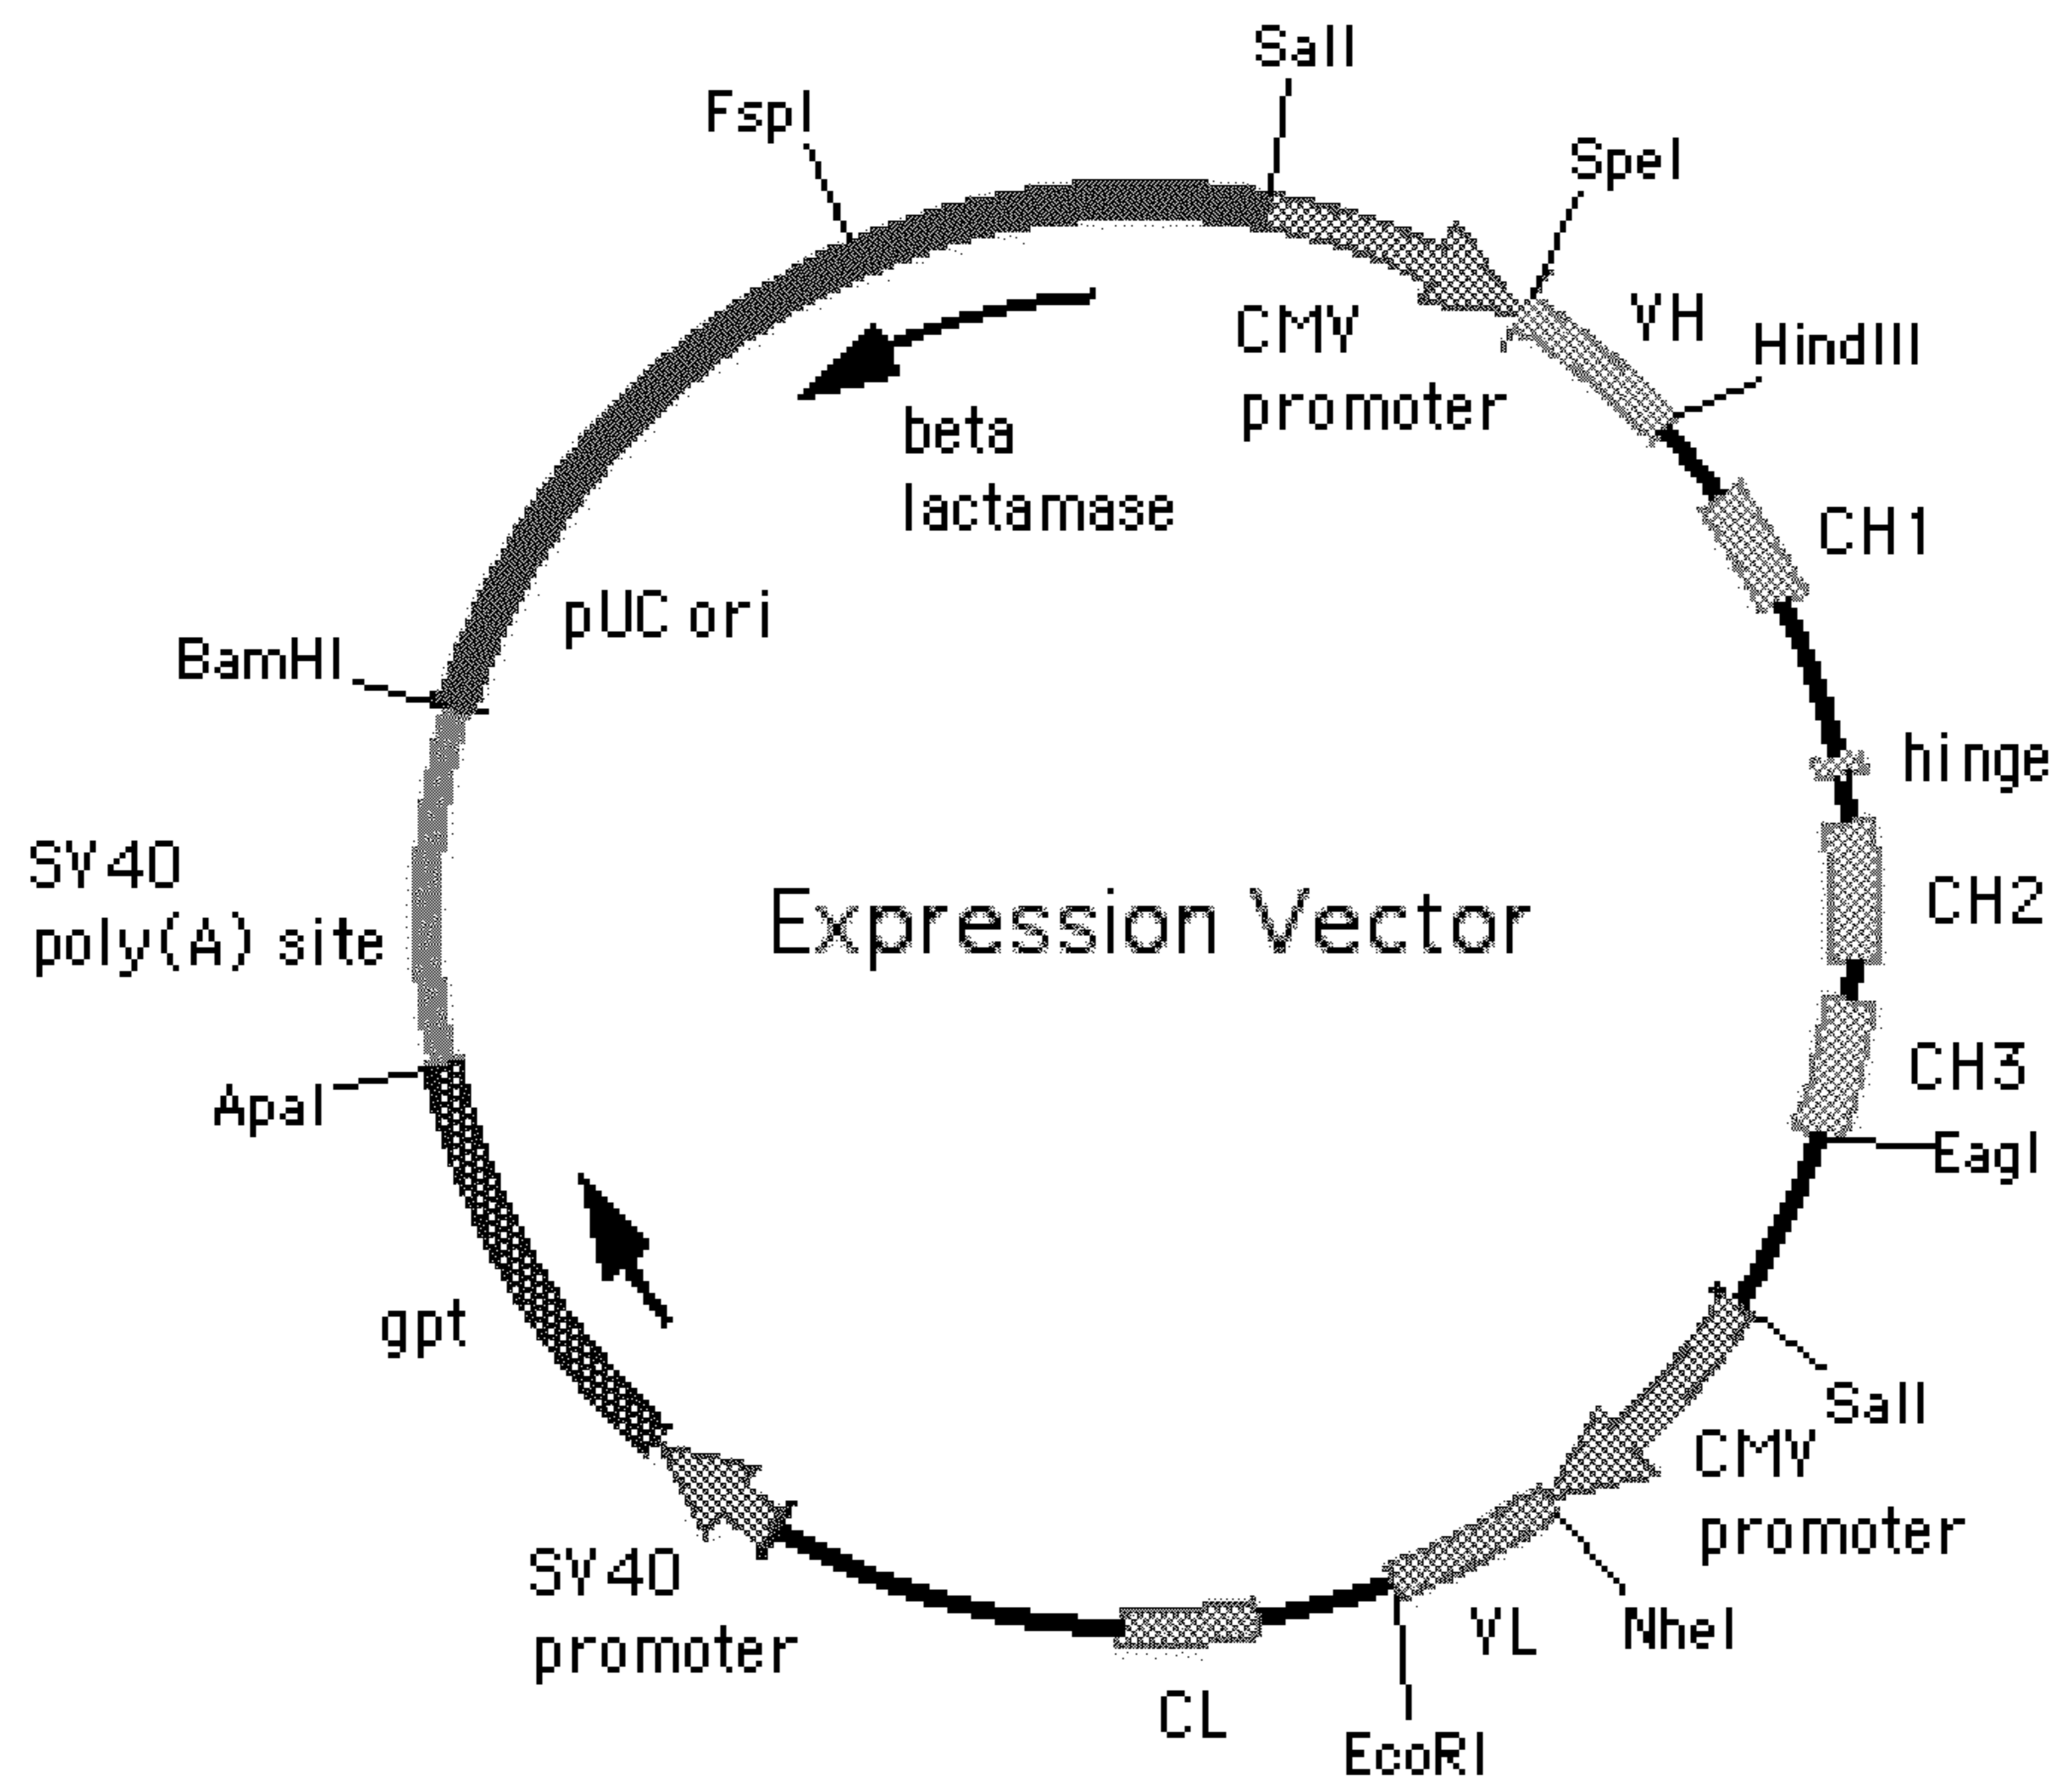 SalI
FspI
SpeI
VH
HindIII
CMV
promoter
beta
lactamase
CH1
pUC ori
BamHI
hinge
SV40
poly(A) site
Expression Vector
CH2
CH3
ApaI
EagI
gpt
SalI
CMV
promoter
SV40
promoter
VL
NheI
CL
EcoRI